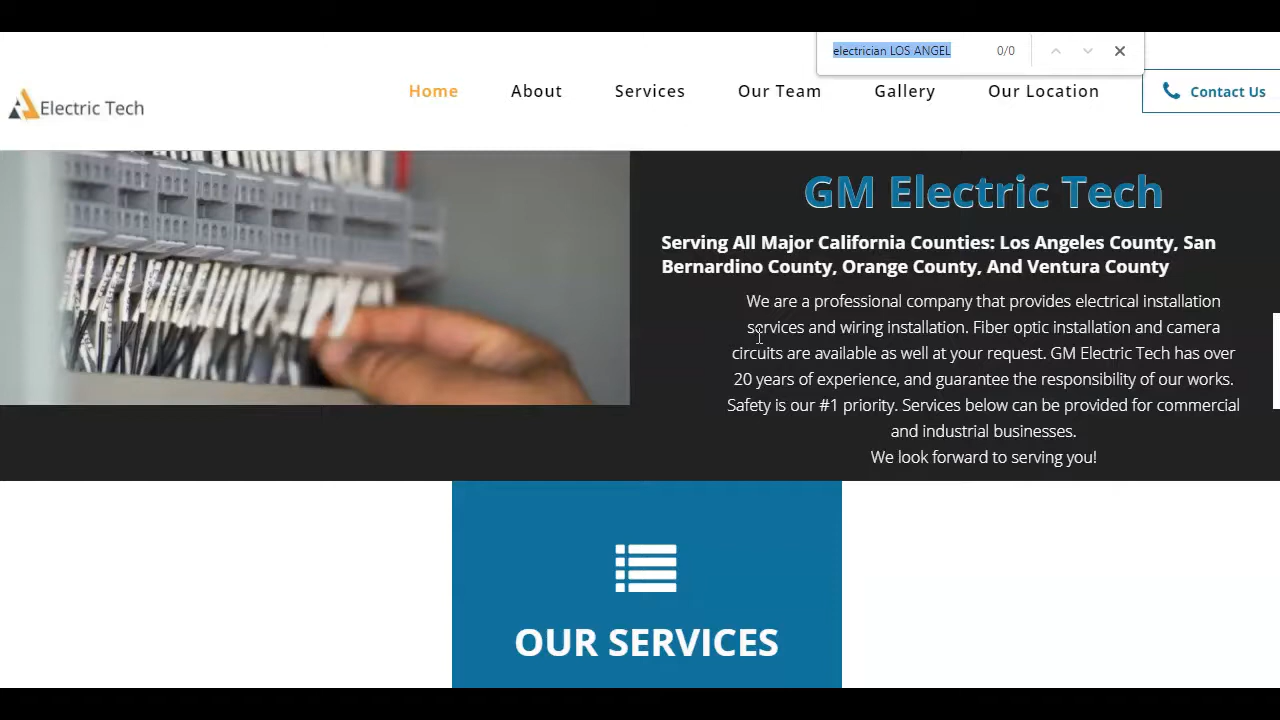 electrician LOS ANGEL 0/0
Electric Tech
Home About Services Our Team Gallery Our Location Contact Us
GM Electric Tech
Serving All Major California Counties: Los Angeles County, San
Bernardino County, Orange County, And Ventura County
We are a professional company that provides electrical installation
services and wiring installation. Fiber optic installation and camera
circuits are available as well at your request. GM Electric Tech has over
20 years of experience, and guarantee the responsibility of our works.
Safety is our #1 priority. Services below can be provided for commercial
and industrial businesses.
We look forward to serving you!
OUR SERVICES